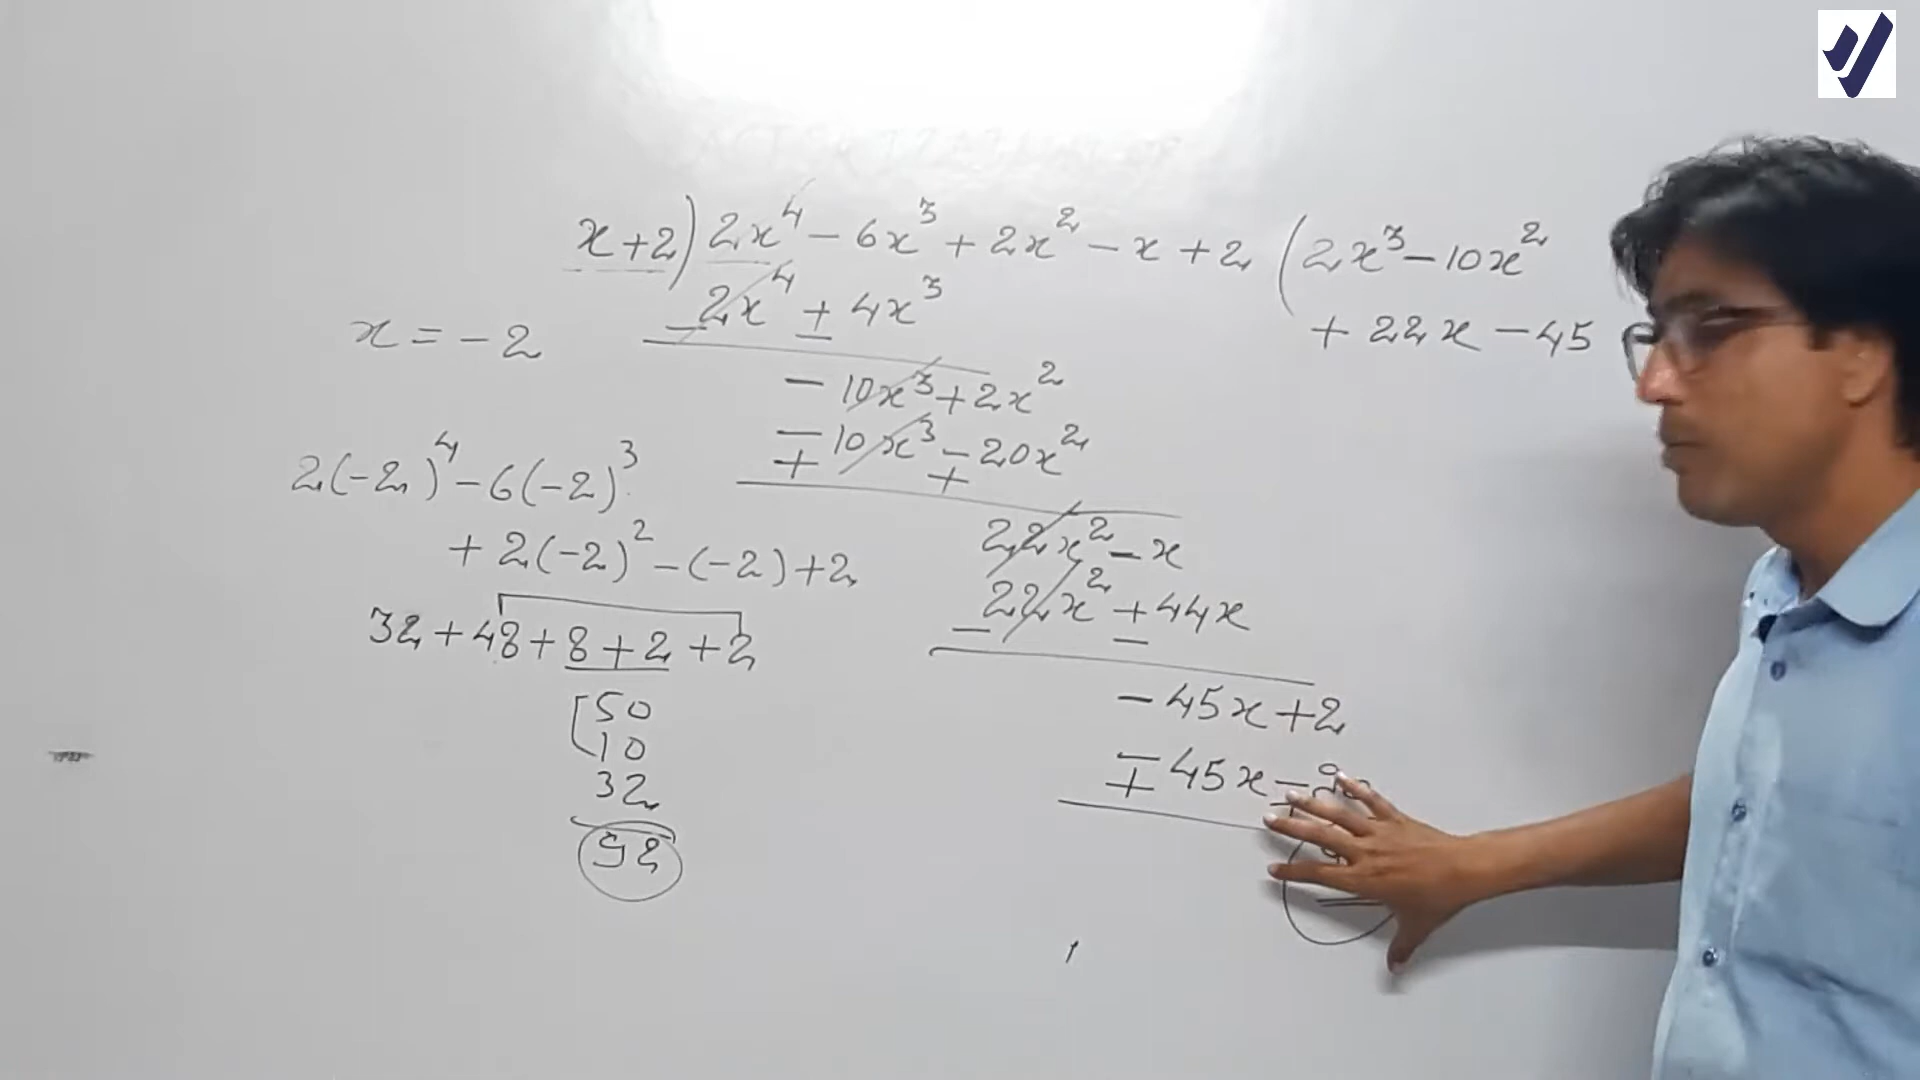 x+2) 2x⁴ - 6x³ + 2x² - x + 2 (2x³ - 10x²
+ 22x - 45
2x⁴ + 4x³
- -
x = -2
- 10x³ + 2x²
- 10x³ - 20x²
+ +
2(-2)⁴ - 6(-2)³
+ 2(-2)² - (-2) + 2
22x² - x
22x² + 44x
- -
32 + 48 + 8 + 2 + 2
50
10
32
92
- 45x + 2
- 45x -
+